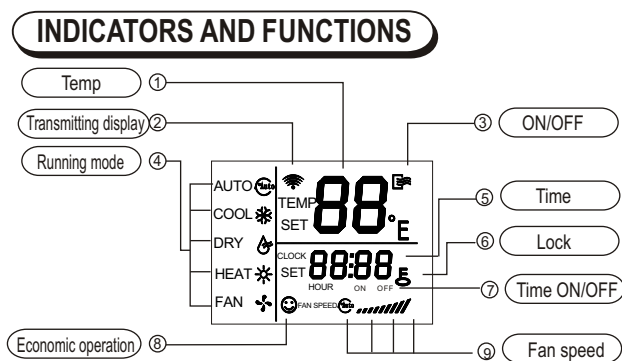 INDICATORS AND FUNCTIONS
Temp ①
Transmitting display ②
③ ON/OFF
Running mode ④
AUTO Auto
TEMP 88 °E
COOL
SET
⑤ Time
DRY
⑥ Lock
CLOCK 88:88
HEAT
SET
HOUR ON OFF
⑦ Time ON/OFF
FAN
FAN SPEED Auto
Economic operation ⑧
⑨ Fan speed